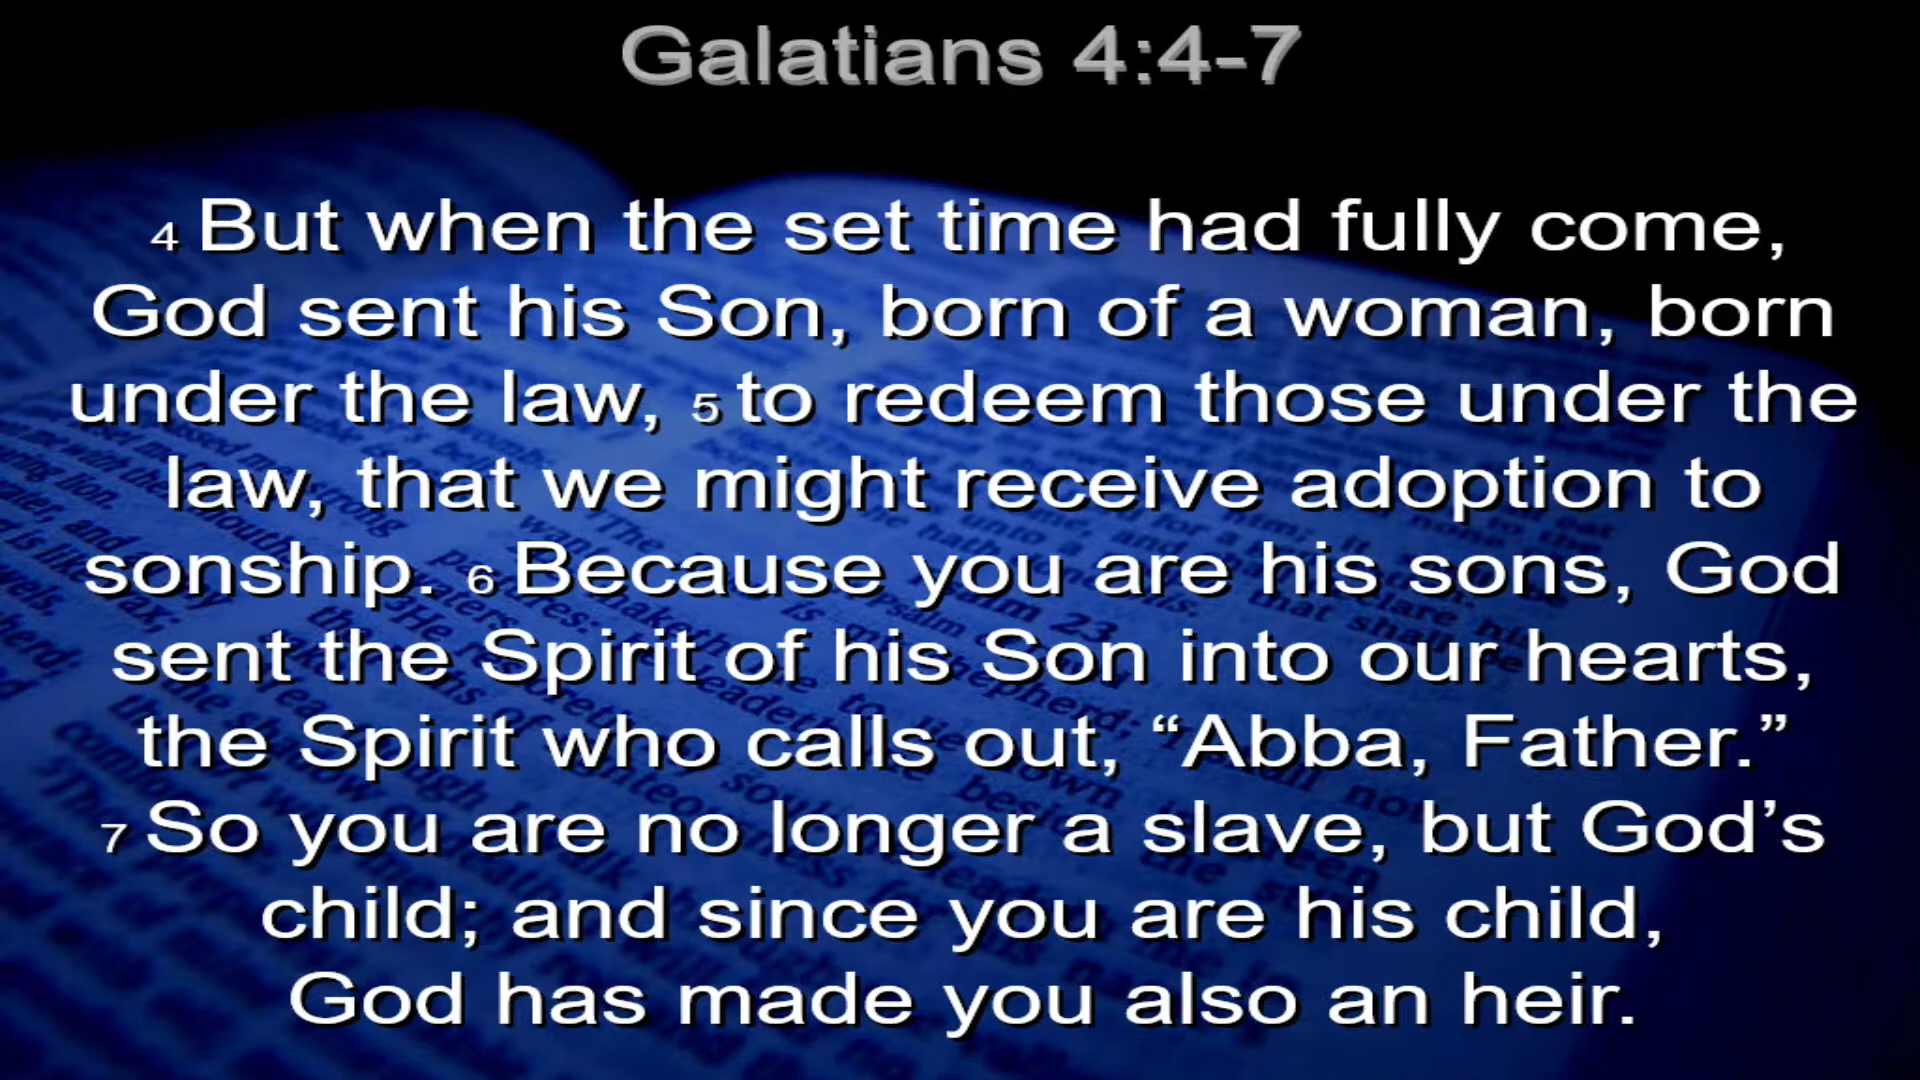 Galatians 4:4-7
4 But when the set time had fully come,
God sent his Son, born of a woman, born
under the law, 5 to redeem those under the
law, that we might receive adoption to
sonship. 6 Because you are his sons, God
sent the Spirit of his Son into our hearts,
the Spirit who calls out, “Abba, Father.”
7 So you are no longer a slave, but God’s
child; and since you are his child,
God has made you also an heir.